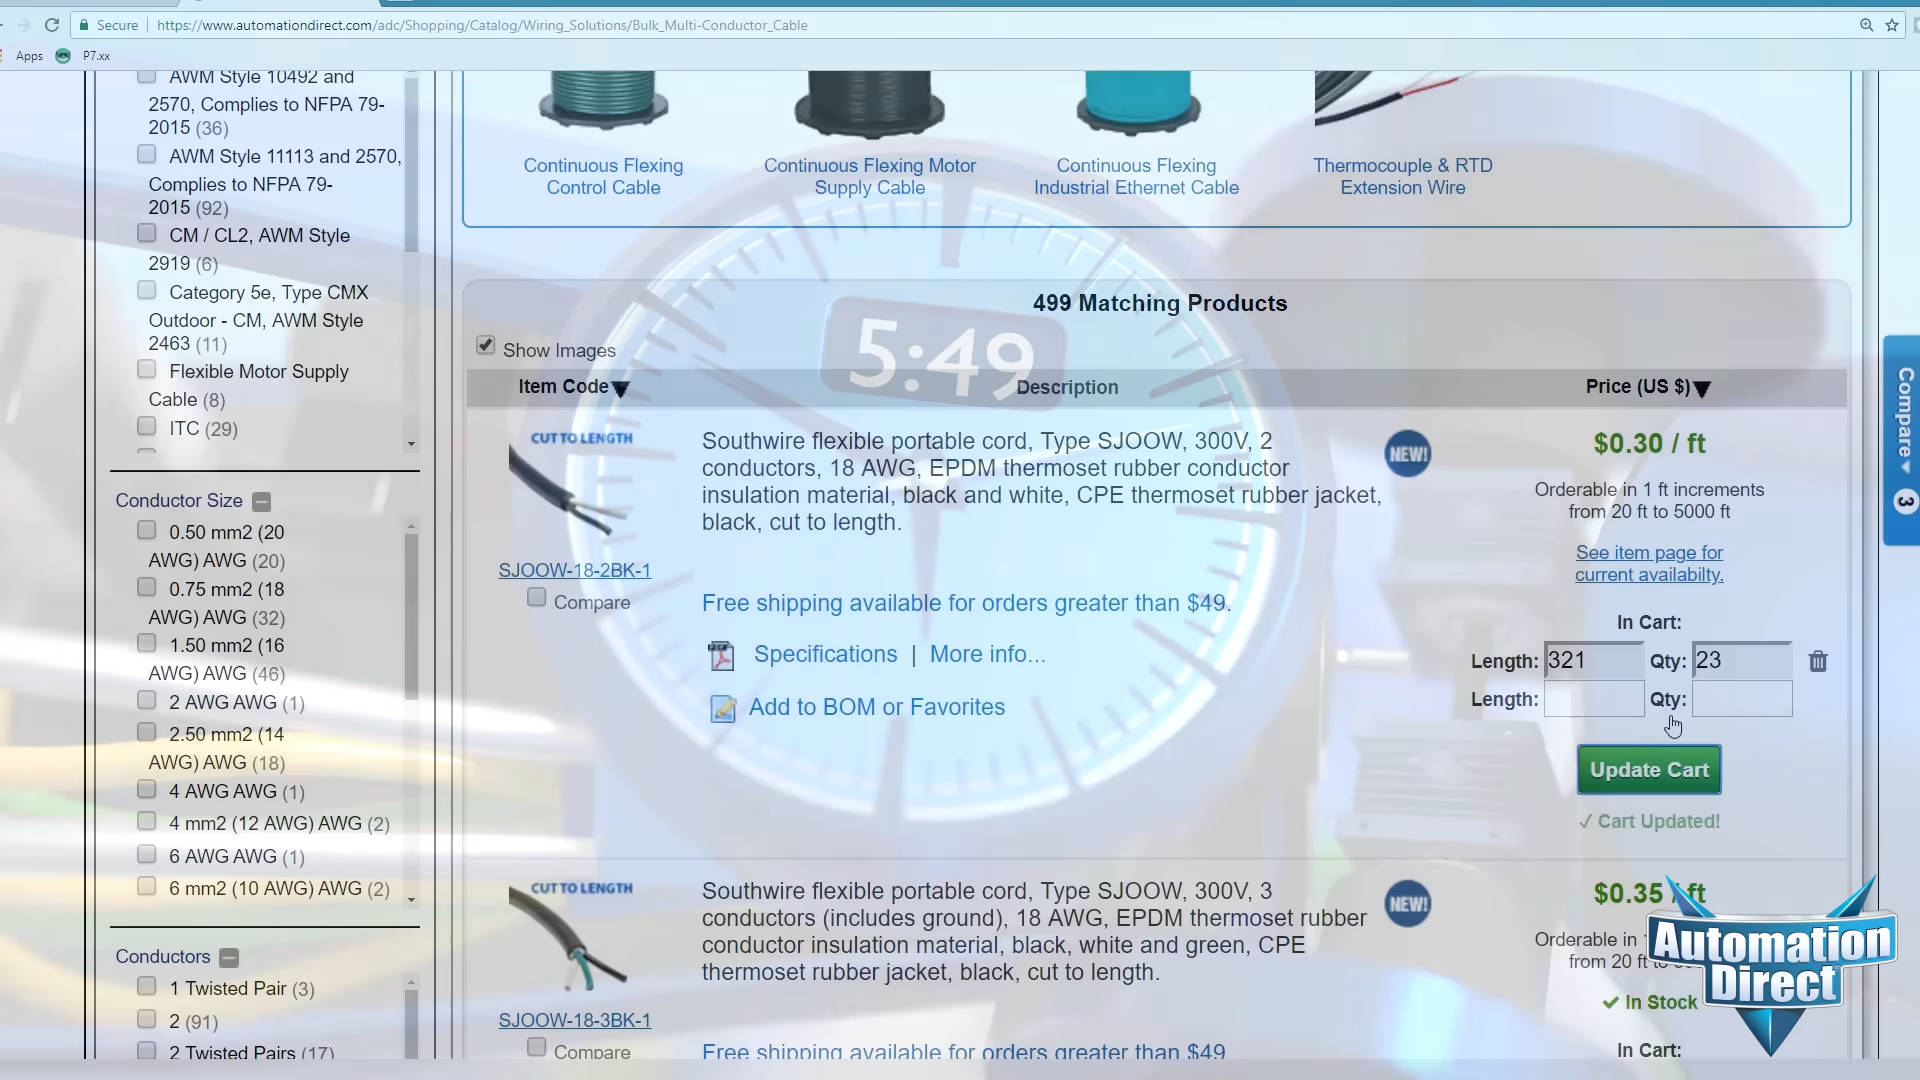 Secure
https://www.automationdirect.com/adc/Shopping/Catalog/Wiring_Solutions/Bulk_Multi-Conductor_Cable
Apps
P7.xx
AWM Style 10492 and
2570, Complies to NFPA 79-
2015 (36)
AWM Style 11113 and 2570,
Complies to NFPA 79-
2015 (92)
CM / CL2, AWM Style
2919 (6)
Category 5e, Type CMX
Outdoor - CM, AWM Style
2463 (11)
Flexible Motor Supply
Cable (8)
ITC (29)
Conductor Size
0.50 mm2 (20
AWG) AWG (20)
0.75 mm2 (18
AWG) AWG (32)
1.50 mm2 (16
AWG) AWG (46)
2 AWG AWG (1)
2.50 mm2 (14
AWG) AWG (18)
4 AWG AWG (1)
4 mm2 (12 AWG) AWG (2)
6 AWG AWG (1)
6 mm2 (10 AWG) AWG (2)
Conductors
1 Twisted Pair (3)
2 (91)
2 Twisted Pairs (17)
Continuous Flexing
Control Cable
Continuous Flexing Motor
Supply Cable
Continuous Flexing
Industrial Ethernet Cable
Thermocouple & RTD
Extension Wire
499 Matching Products
5:49
Show Images
Item Code
Description
Price (US $)
CUT TO LENGTH
SJOOW-18-2BK-1
Compare
Southwire flexible portable cord, Type SJOOW, 300V, 2
conductors, 18 AWG, EPDM thermoset rubber conductor
insulation material, black and white, CPE thermoset rubber jacket,
black, cut to length.
Free shipping available for orders greater than $49.
Specifications | More info...
Add to BOM or Favorites
NEW!
$0.30 / ft
Orderable in 1 ft increments
from 20 ft to 5000 ft
See item page for
current availabilty.
In Cart:
Length: 321 Qty: 23
Length: Qty:
Update Cart
✓ Cart Updated!
CUT TO LENGTH
SJOOW-18-3BK-1
Compare
Southwire flexible portable cord, Type SJOOW, 300V, 3
conductors (includes ground), 18 AWG, EPDM thermoset rubber
conductor insulation material, black, white and green, CPE
thermoset rubber jacket, black, cut to length.
Free shipping available for orders greater than $49
NEW!
$0.35 / ft
Orderable in
from 20 ft
In Stock
In Cart:
Compare
3
Automation
Direct